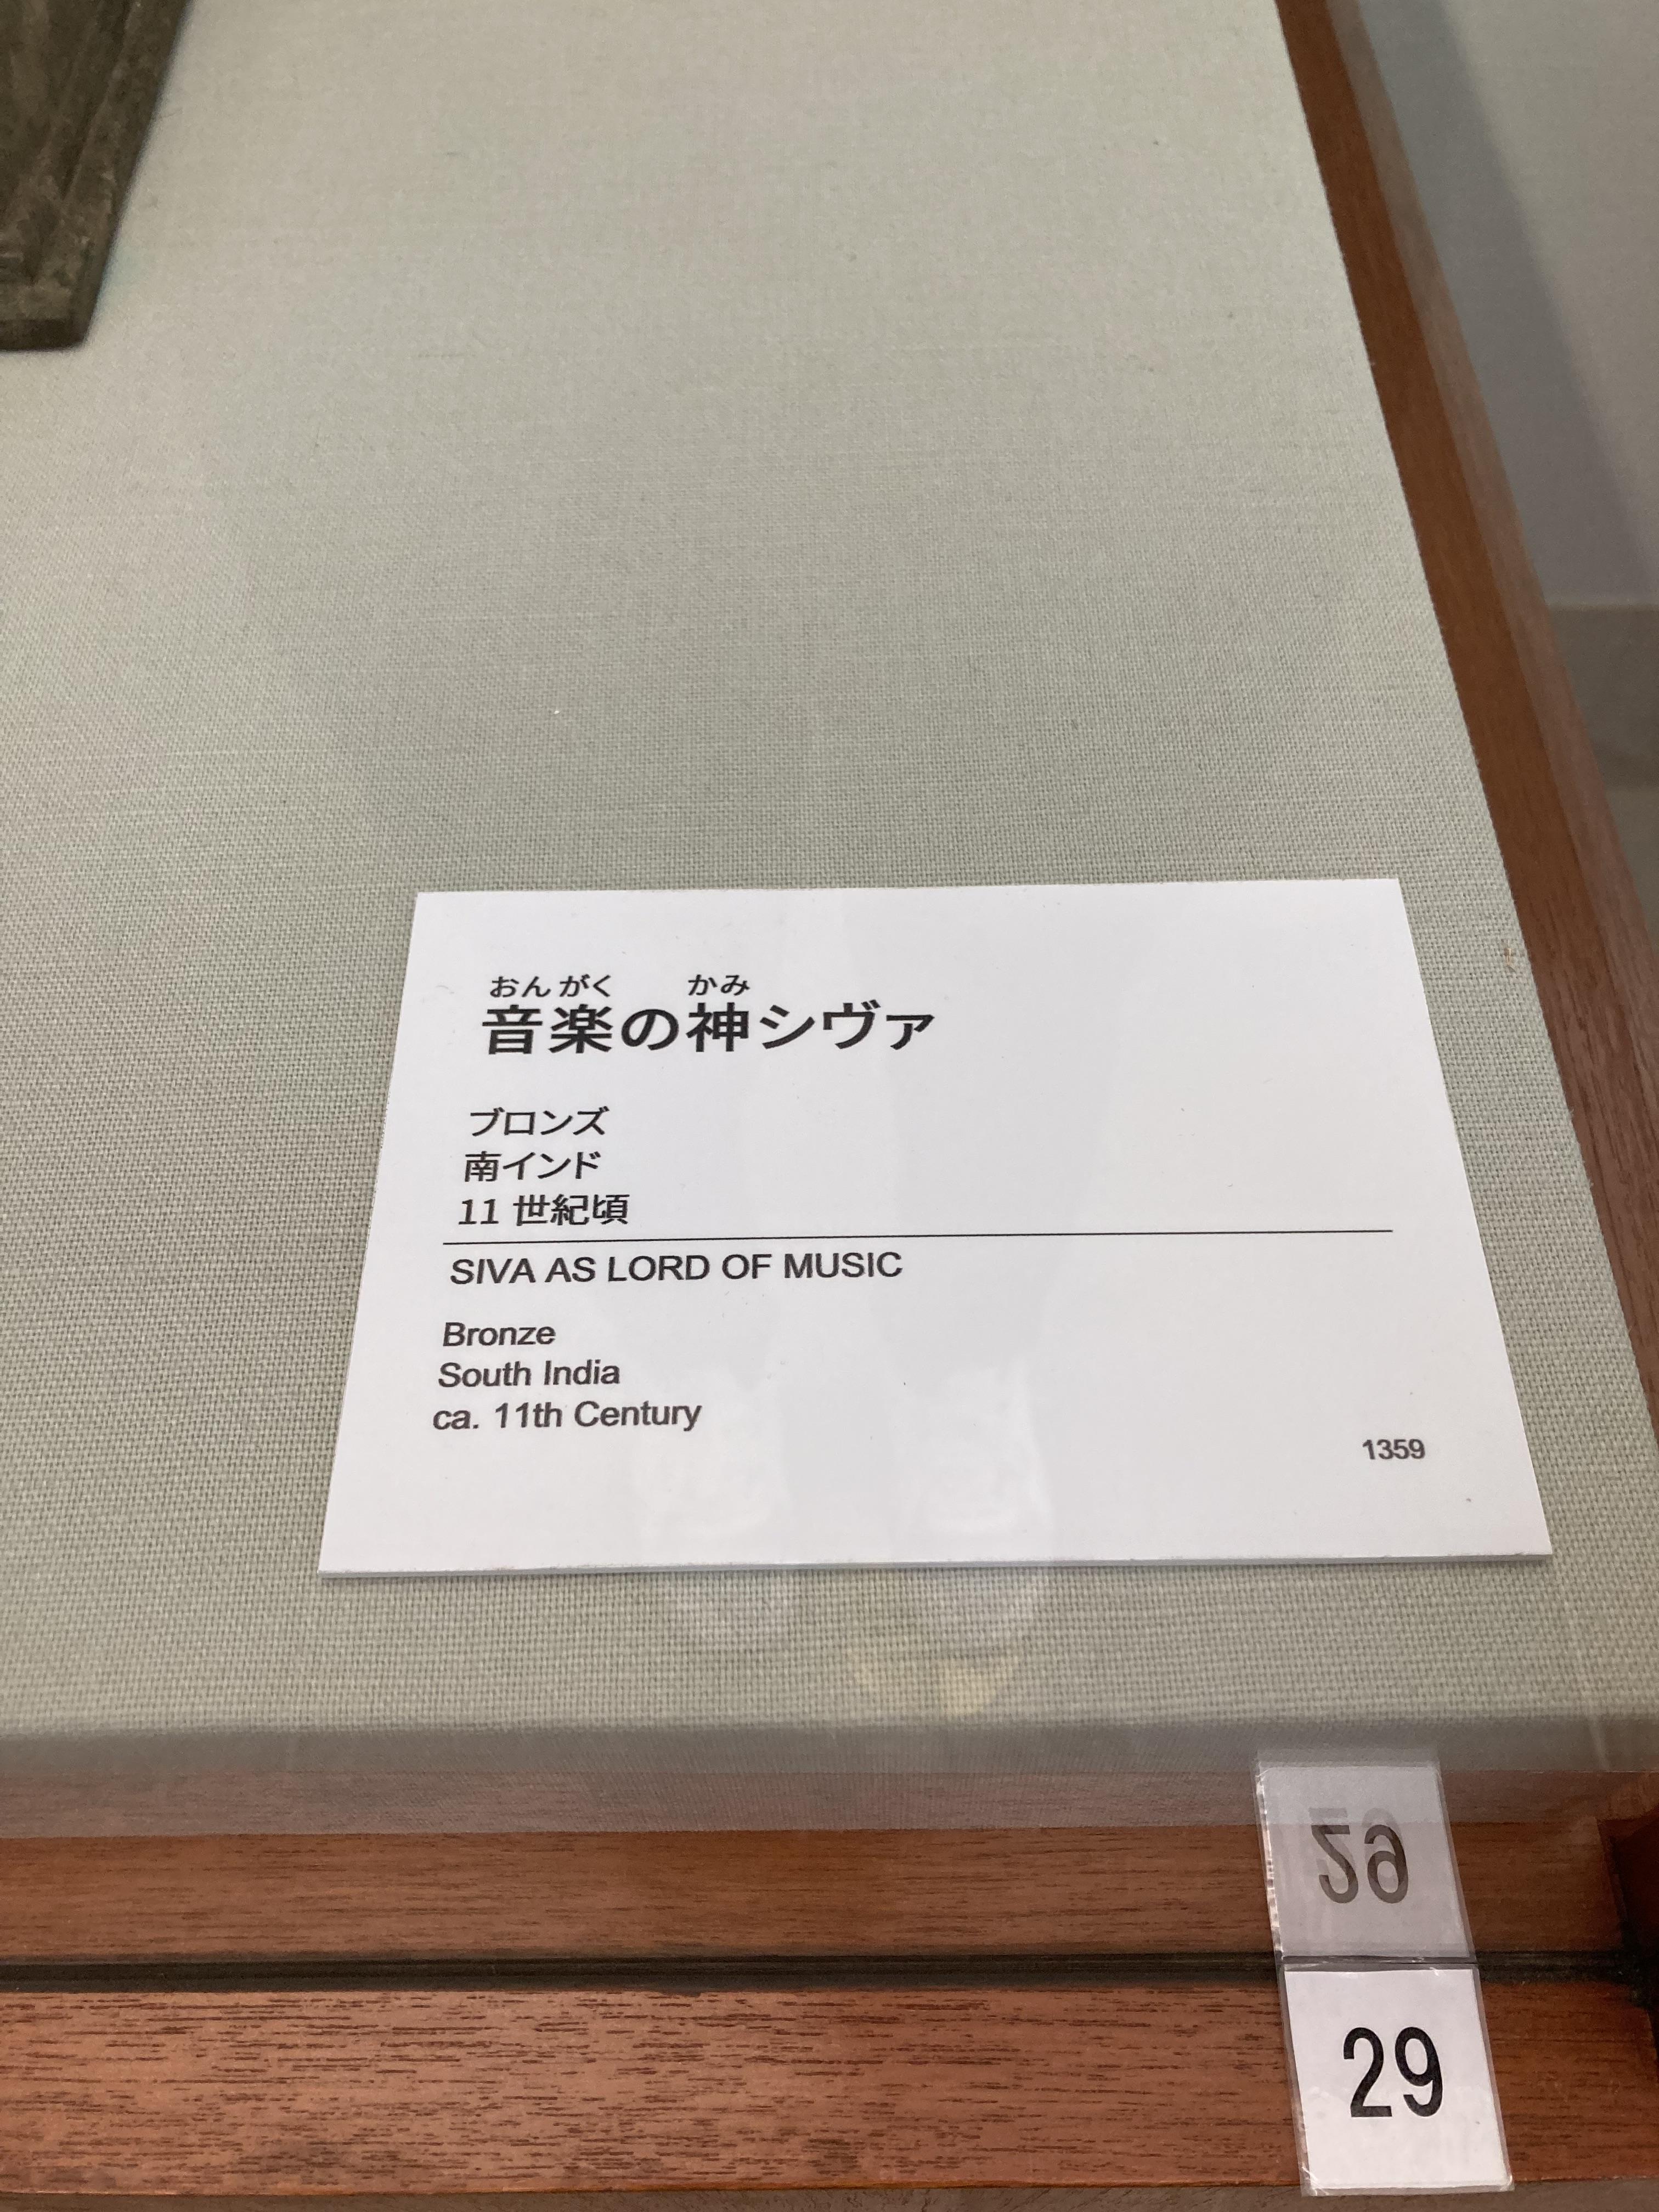 おんがく かみ
音楽の神シヴァ
ブロンズ
南インド
11 世紀頃
SIVA AS LORD OF MUSIC
Bronze
South India
ca. 11th Century
1359
29
29